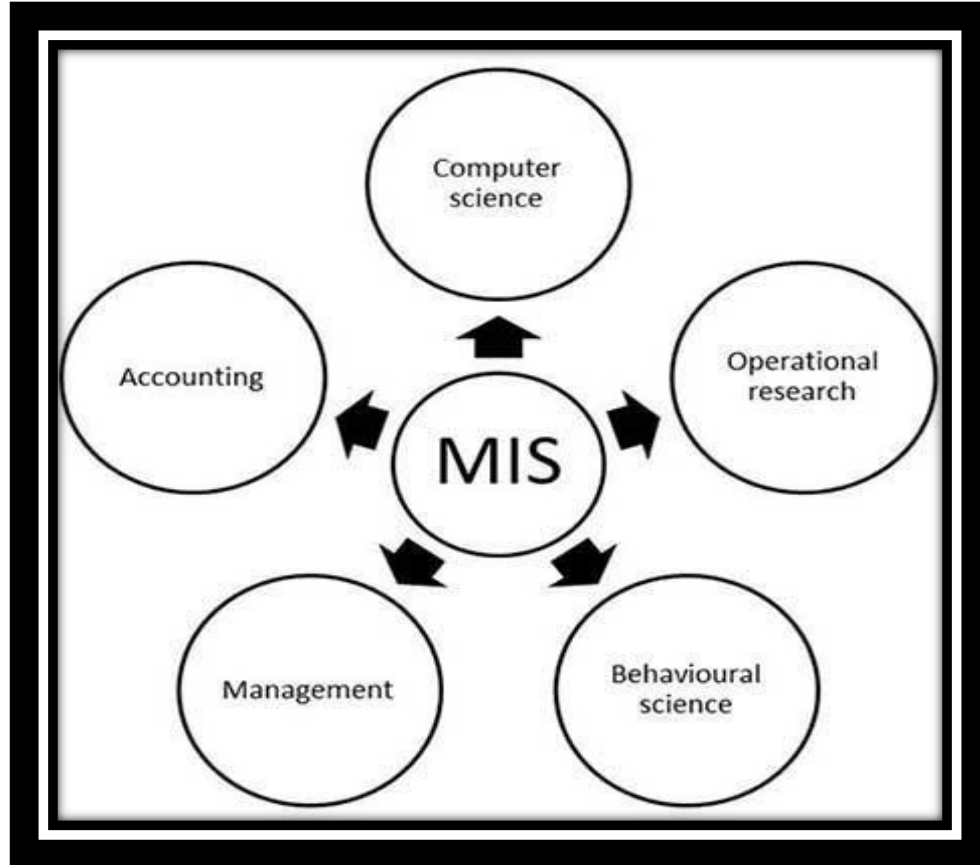 Computer
science
Accounting
Operational
research
MIS
Management
Behavioural
science